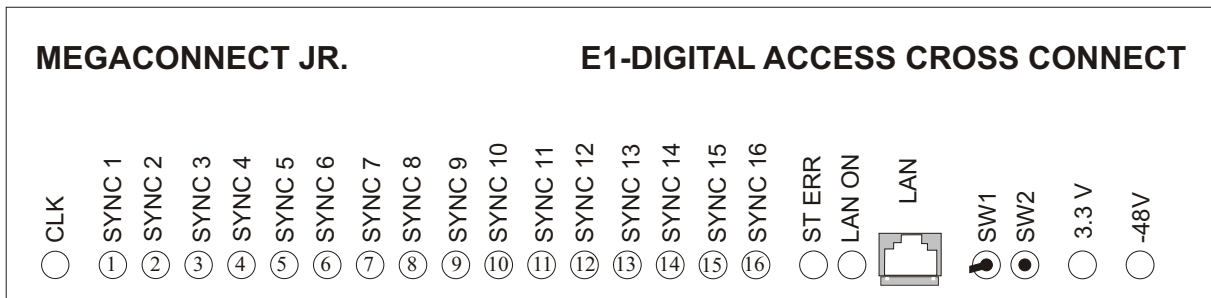 MEGACONNECT JR.
E1-DIGITAL ACCESS CROSS CONNECT
CLK
SYNC 1
SYNC 2
SYNC 3
SYNC 4
SYNC 5
SYNC 6
SYNC 7
SYNC 8
SYNC 9
SYNC 10
SYNC 11
SYNC 12
SYNC 13
SYNC 14
SYNC 15
SYNC 16
ST ERR
LAN ON
LAN
SW1
SW2
3.3 V
-48V
1 2 3 4 5 6 7 8 9 10 11 12 13 14 15 16